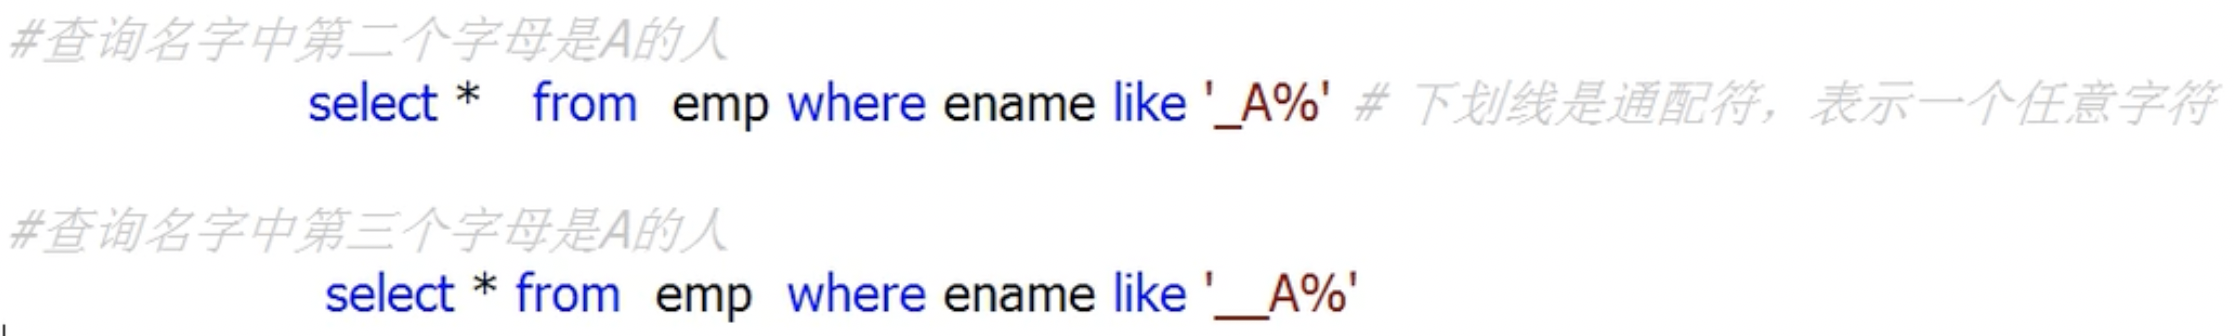 #查询名字中第二个字母是A的人
select * from emp where ename like '_A%' # 下划线是通配符，表示一个任意字符
#查询名字中第三个字母是A的人
select * from emp where ename like '__A%'